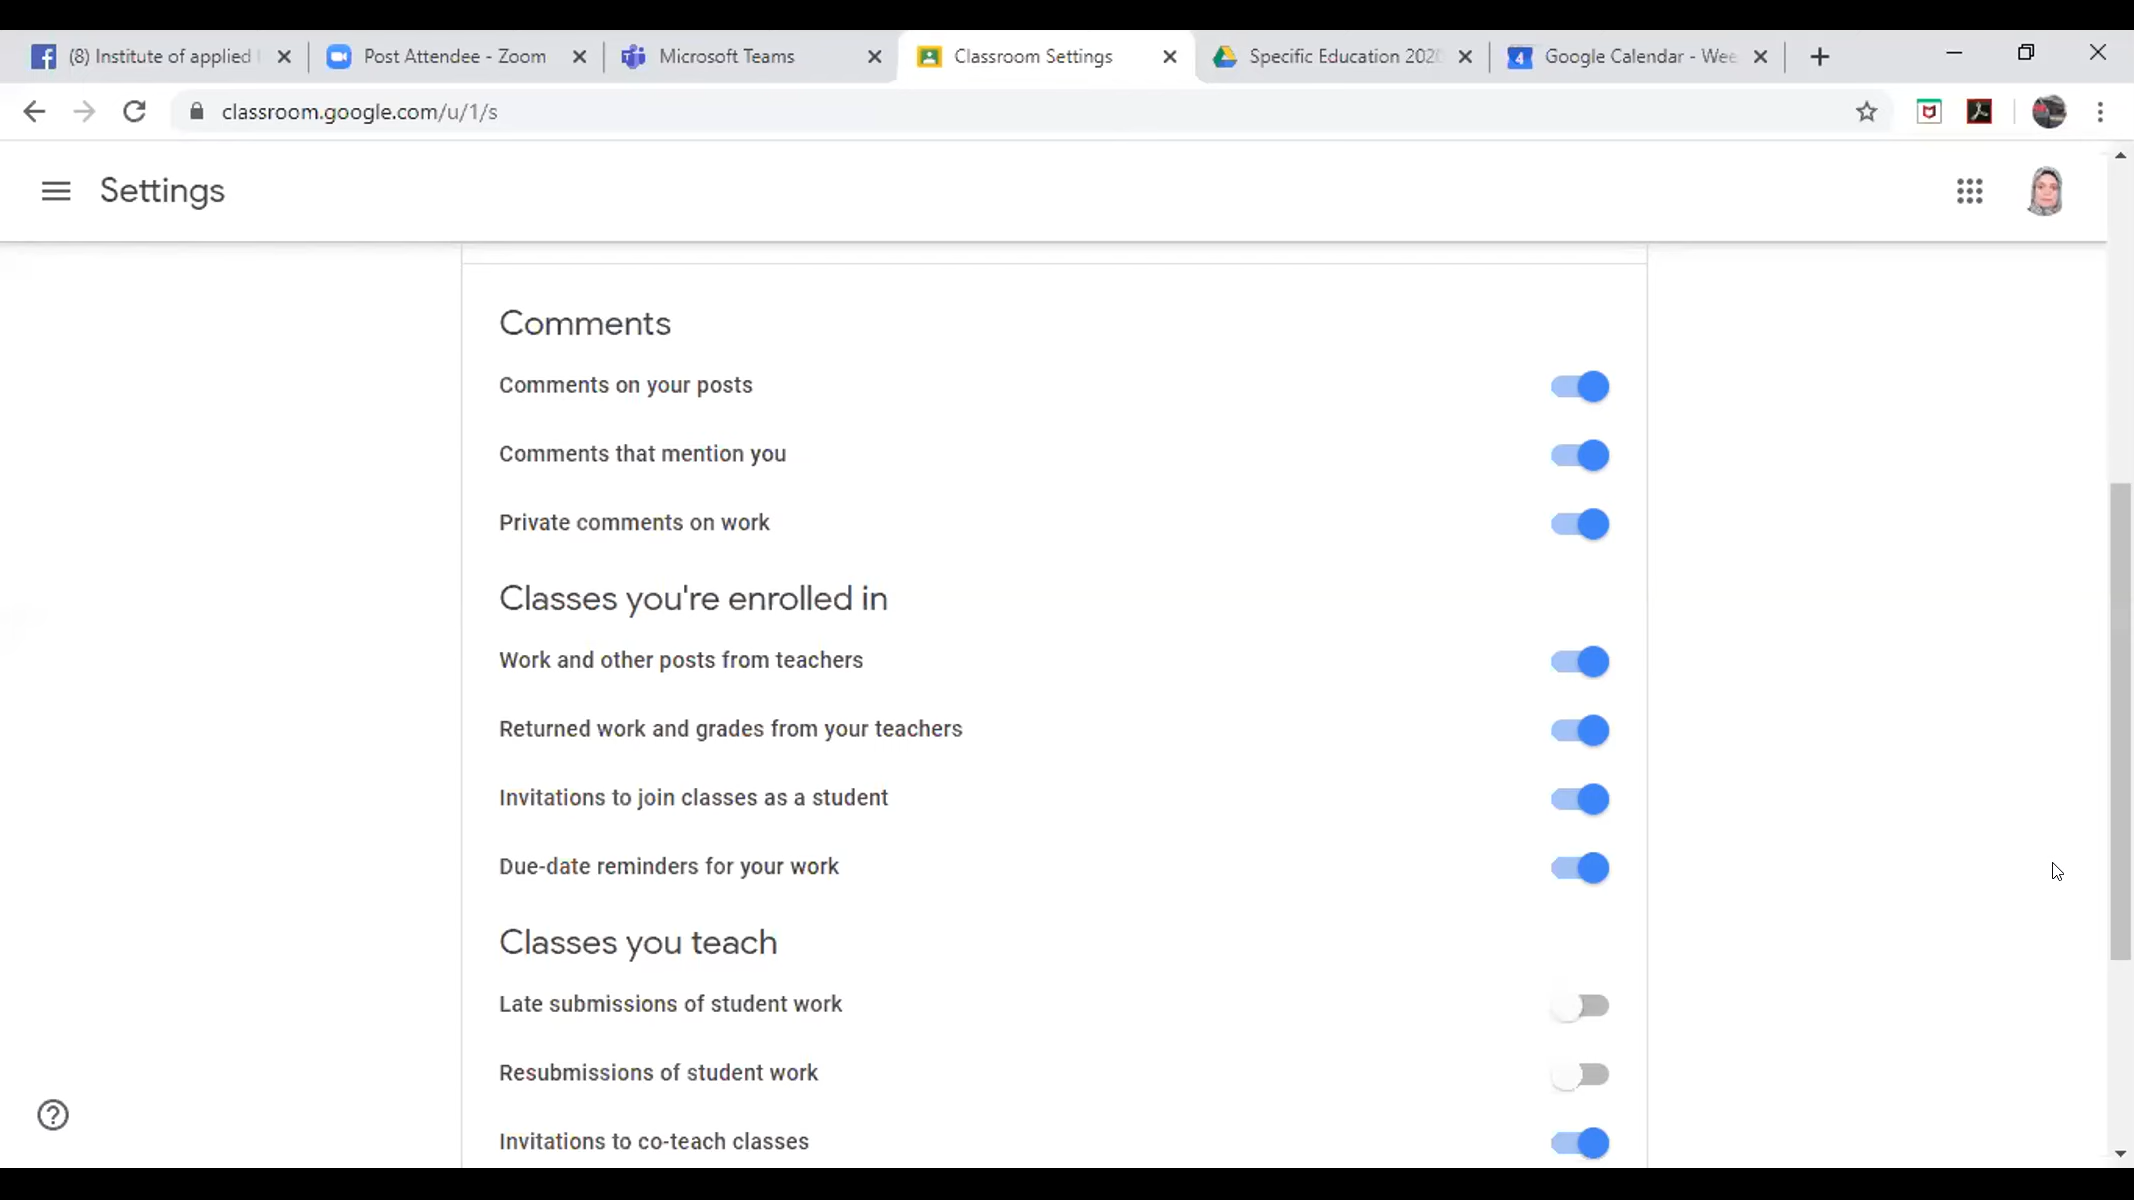 (8) Institute of applied
Post Attendee - Zoom
Microsoft Teams
Classroom Settings
Specific Education 2020
Google Calendar - Wee
classroom.google.com/u/1/s
Settings
Comments
Comments on your posts
Comments that mention you
Private comments on work
Classes you're enrolled in
Work and other posts from teachers
Returned work and grades from your teachers
Invitations to join classes as a student
Due-date reminders for your work
Classes you teach
Late submissions of student work
Resubmissions of student work
Invitations to co-teach classes